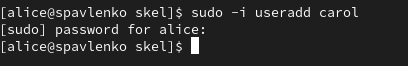 [alice@spavlenko skel]$ sudo -i useradd carol
[sudo] password for alice:
[alice@spavlenko skel]$